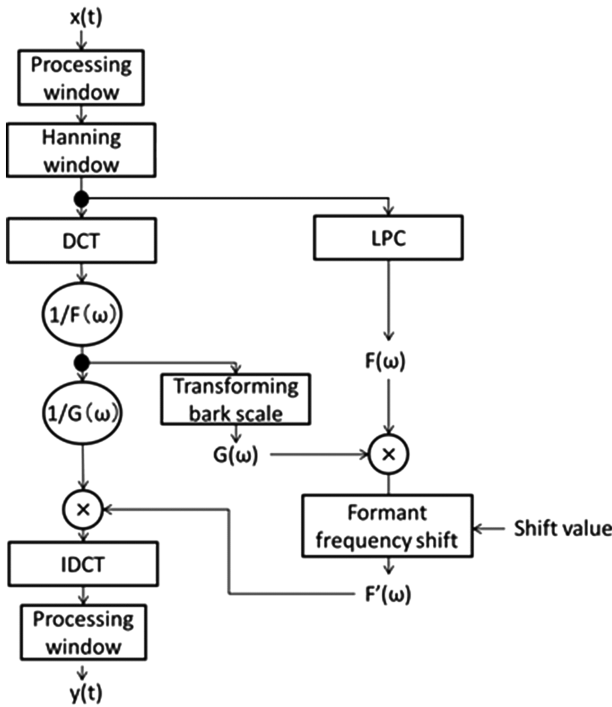 x(t)
Processing
window
Hanning
window
DCT
LPC
1/F(ω)
F(ω)
Transforming
bark scale
1/G(ω)
G(ω)
×
×
Formant
frequency shift
Shift value
IDCT
F’(ω)
Processing
window
y(t)